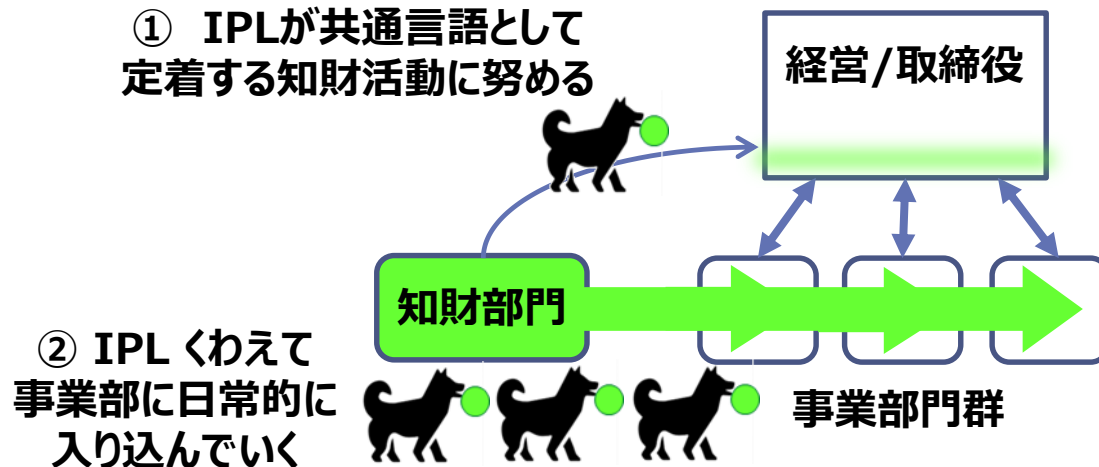 ① IPLが共通言語として
定着する知財活動に努める
経営/取締役
知財部門
② IPL くわえて
事業部に日常的に
入り込んでいく
事業部門群